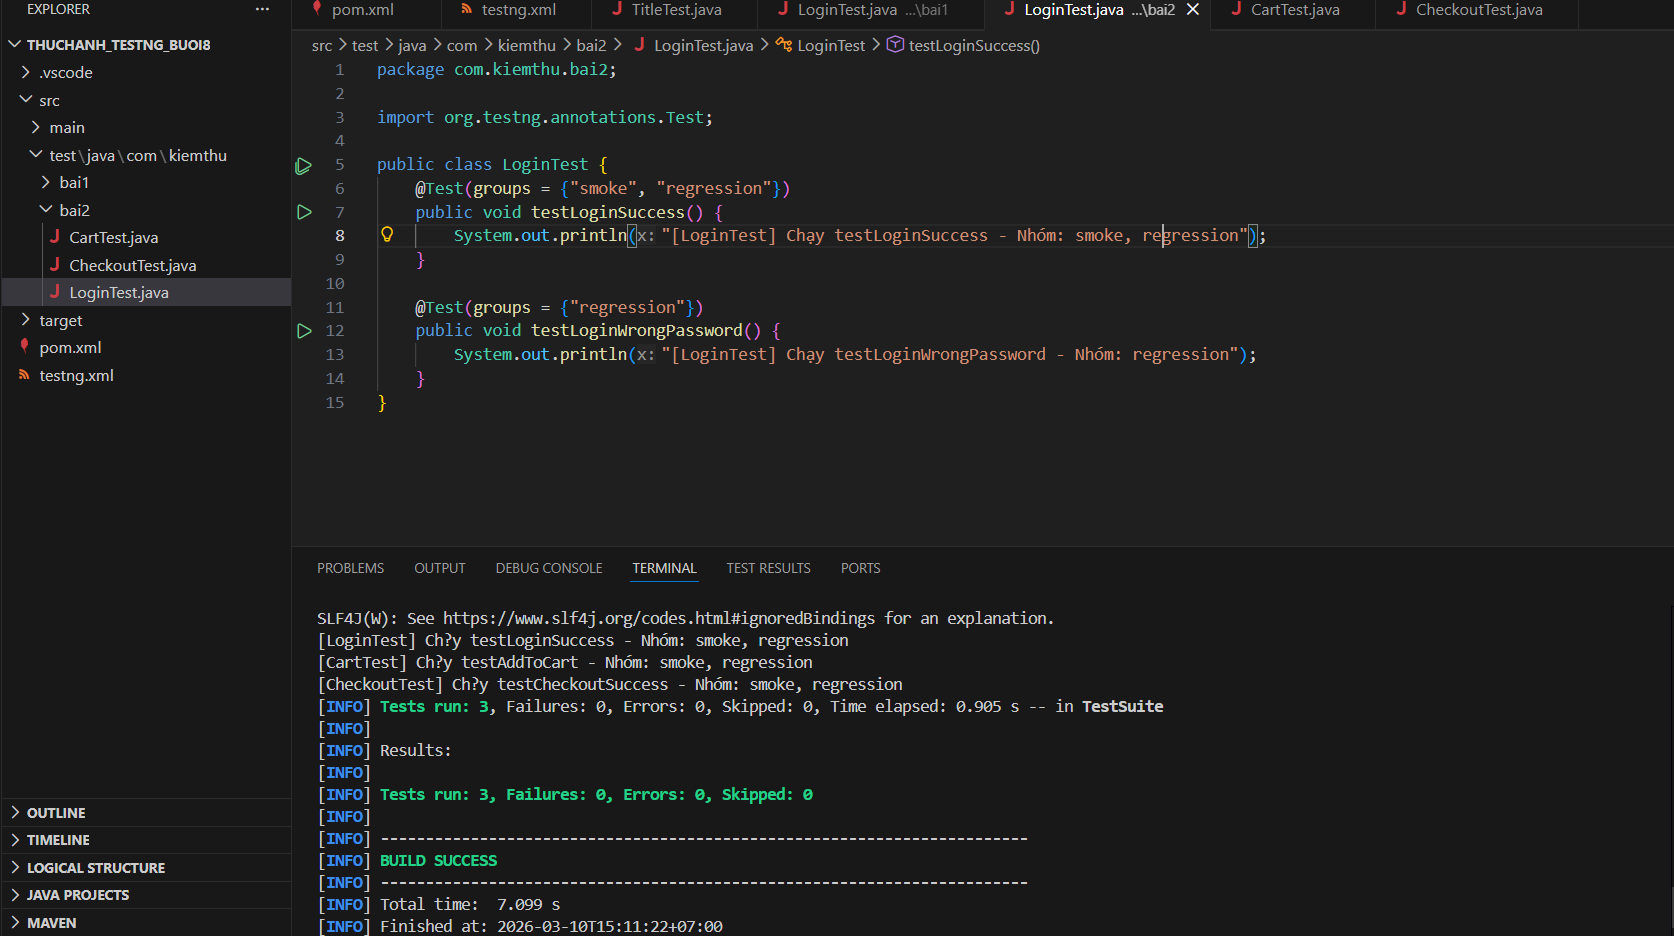 EXPLORER
···
THUCHANH_TESTNG_BUOI8
.vscode
src
main
test\java\com\kiemthu
bai1
bai2
CartTest.java
CheckoutTest.java
LoginTest.java
target
pom.xml
testng.xml
OUTLINE
TIMELINE
LOGICAL STRUCTURE
JAVA PROJECTS
MAVEN
pom.xml
testng.xml
TitleTest.java
LoginTest.java ...\bai1
LoginTest.java ...\bai2
CartTest.java
CheckoutTest.java
src > test > java > com > kiemthu > bai2 > LoginTest.java > LoginTest > testLoginSuccess()
1 package com.kiemthu.bai2;
2
3 import org.testng.annotations.Test;
4
5 public class LoginTest {
6 @Test(groups = {"smoke", "regression"})
7 public void testLoginSuccess() {
8 System.out.println(x: "[LoginTest] Chạy testLoginSuccess - Nhóm: smoke, regression");
9 }
10
11 @Test(groups = {"regression"})
12 public void testLoginWrongPassword() {
13 System.out.println(x: "[LoginTest] Chạy testLoginWrongPassword - Nhóm: regression");
14 }
15 }
PROBLEMS OUTPUT DEBUG CONSOLE TERMINAL TEST RESULTS PORTS
SLF4J(W): See https://www.slf4j.org/codes.html#ignoredBindings for an explanation.
[LoginTest] Ch?y testLoginSuccess - Nhóm: smoke, regression
[CartTest] Ch?y testAddToCart - Nhóm: smoke, regression
[CheckoutTest] Ch?y testCheckoutSuccess - Nhóm: smoke, regression
[INFO] Tests run: 3, Failures: 0, Errors: 0, Skipped: 0, Time elapsed: 0.905 s -- in TestSuite
[INFO]
[INFO] Results:
[INFO]
[INFO] Tests run: 3, Failures: 0, Errors: 0, Skipped: 0
[INFO]
[INFO] ------------------------------------------------------------------------
[INFO] BUILD SUCCESS
[INFO] ------------------------------------------------------------------------
[INFO] Total time:  7.099 s
[INFO] Finished at: 2026-03-10T15:11:22+07:00